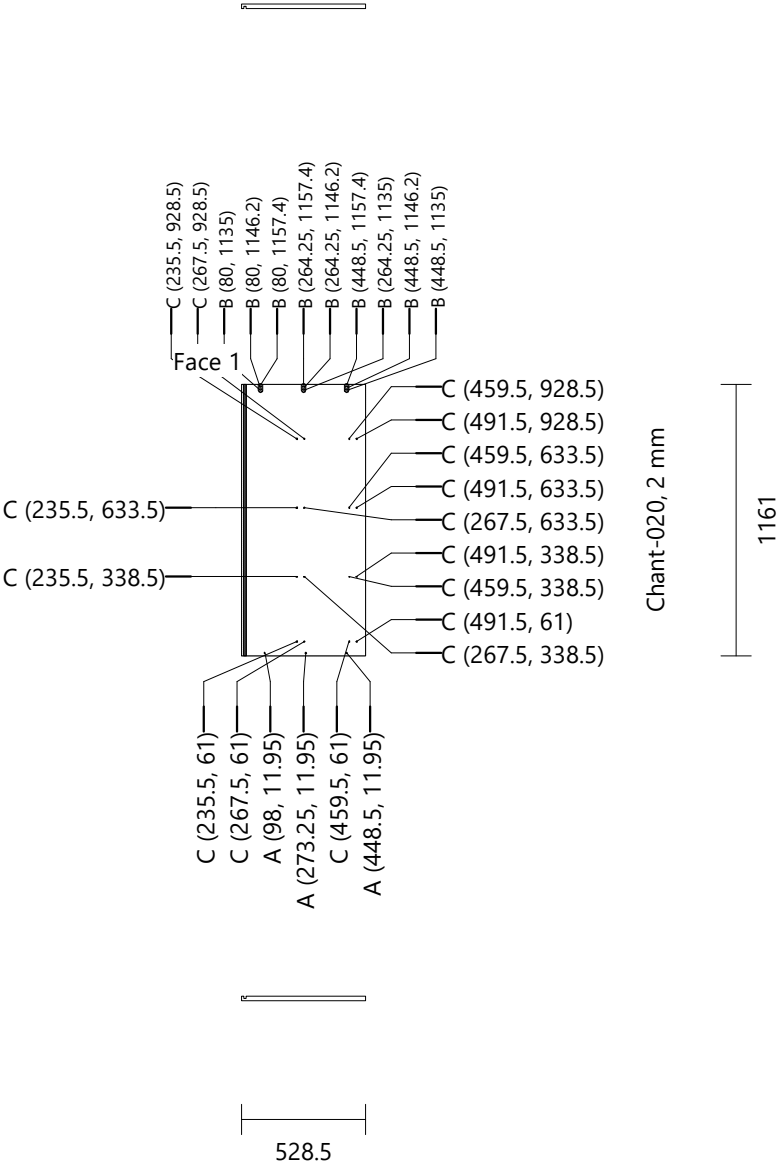 C (235.5, 928.5)
C (267.5, 928.5)
B (80, 1135)
B (80, 1146.2)
B (80, 1157.4)
B (264.25, 1157.4)
B (264.25, 1146.2)
B (448.5, 1157.4)
B (264.25, 1135)
B (448.5, 1146.2)
B (448.5, 1135)
Face 1
C (459.5, 928.5)
C (491.5, 928.5)
C (459.5, 633.5)
C (491.5, 633.5)
C (235.5, 633.5)
C (267.5, 633.5)
C (491.5, 338.5)
C (235.5, 338.5)
C (459.5, 338.5)
C (491.5, 61)
C (267.5, 338.5)
Chant-020, 2 mm
1161
C (235.5, 61)
C (267.5, 61)
A (98, 11.95)
A (273.25, 11.95)
C (459.5, 61)
A (448.5, 11.95)
528.5